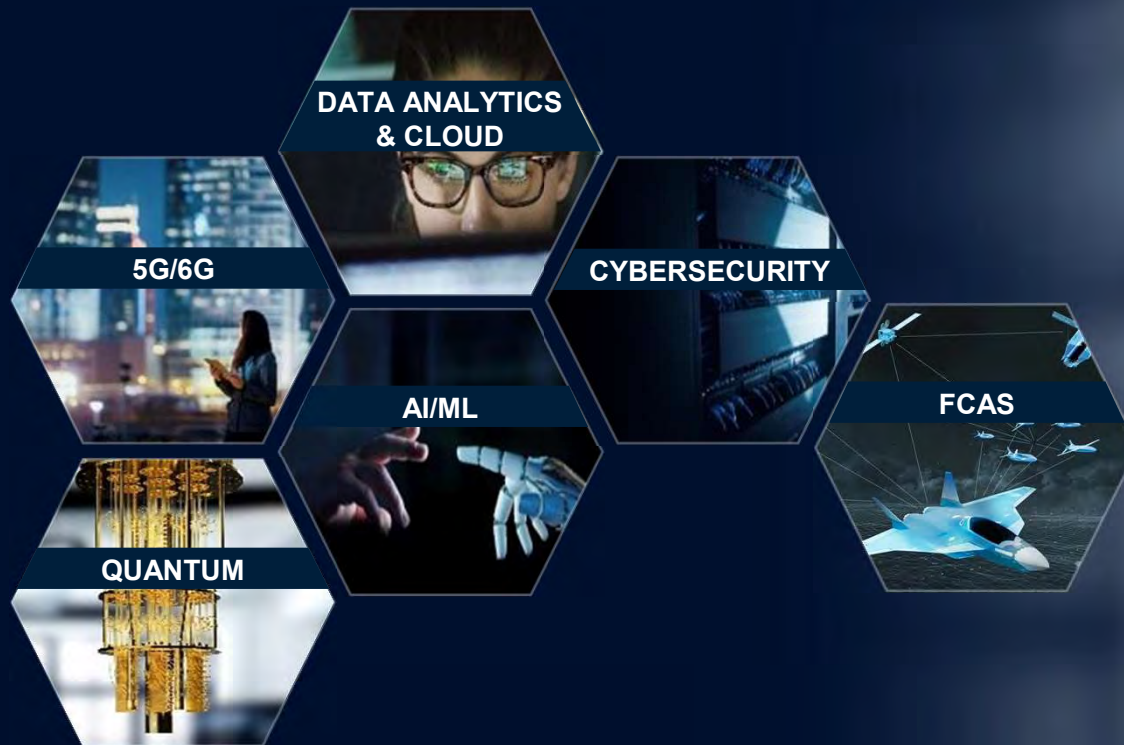 DATA ANALYTICS
& CLOUD
5G/6G
CYBERSECURITY
AI/ML
FCAS
QUANTUM